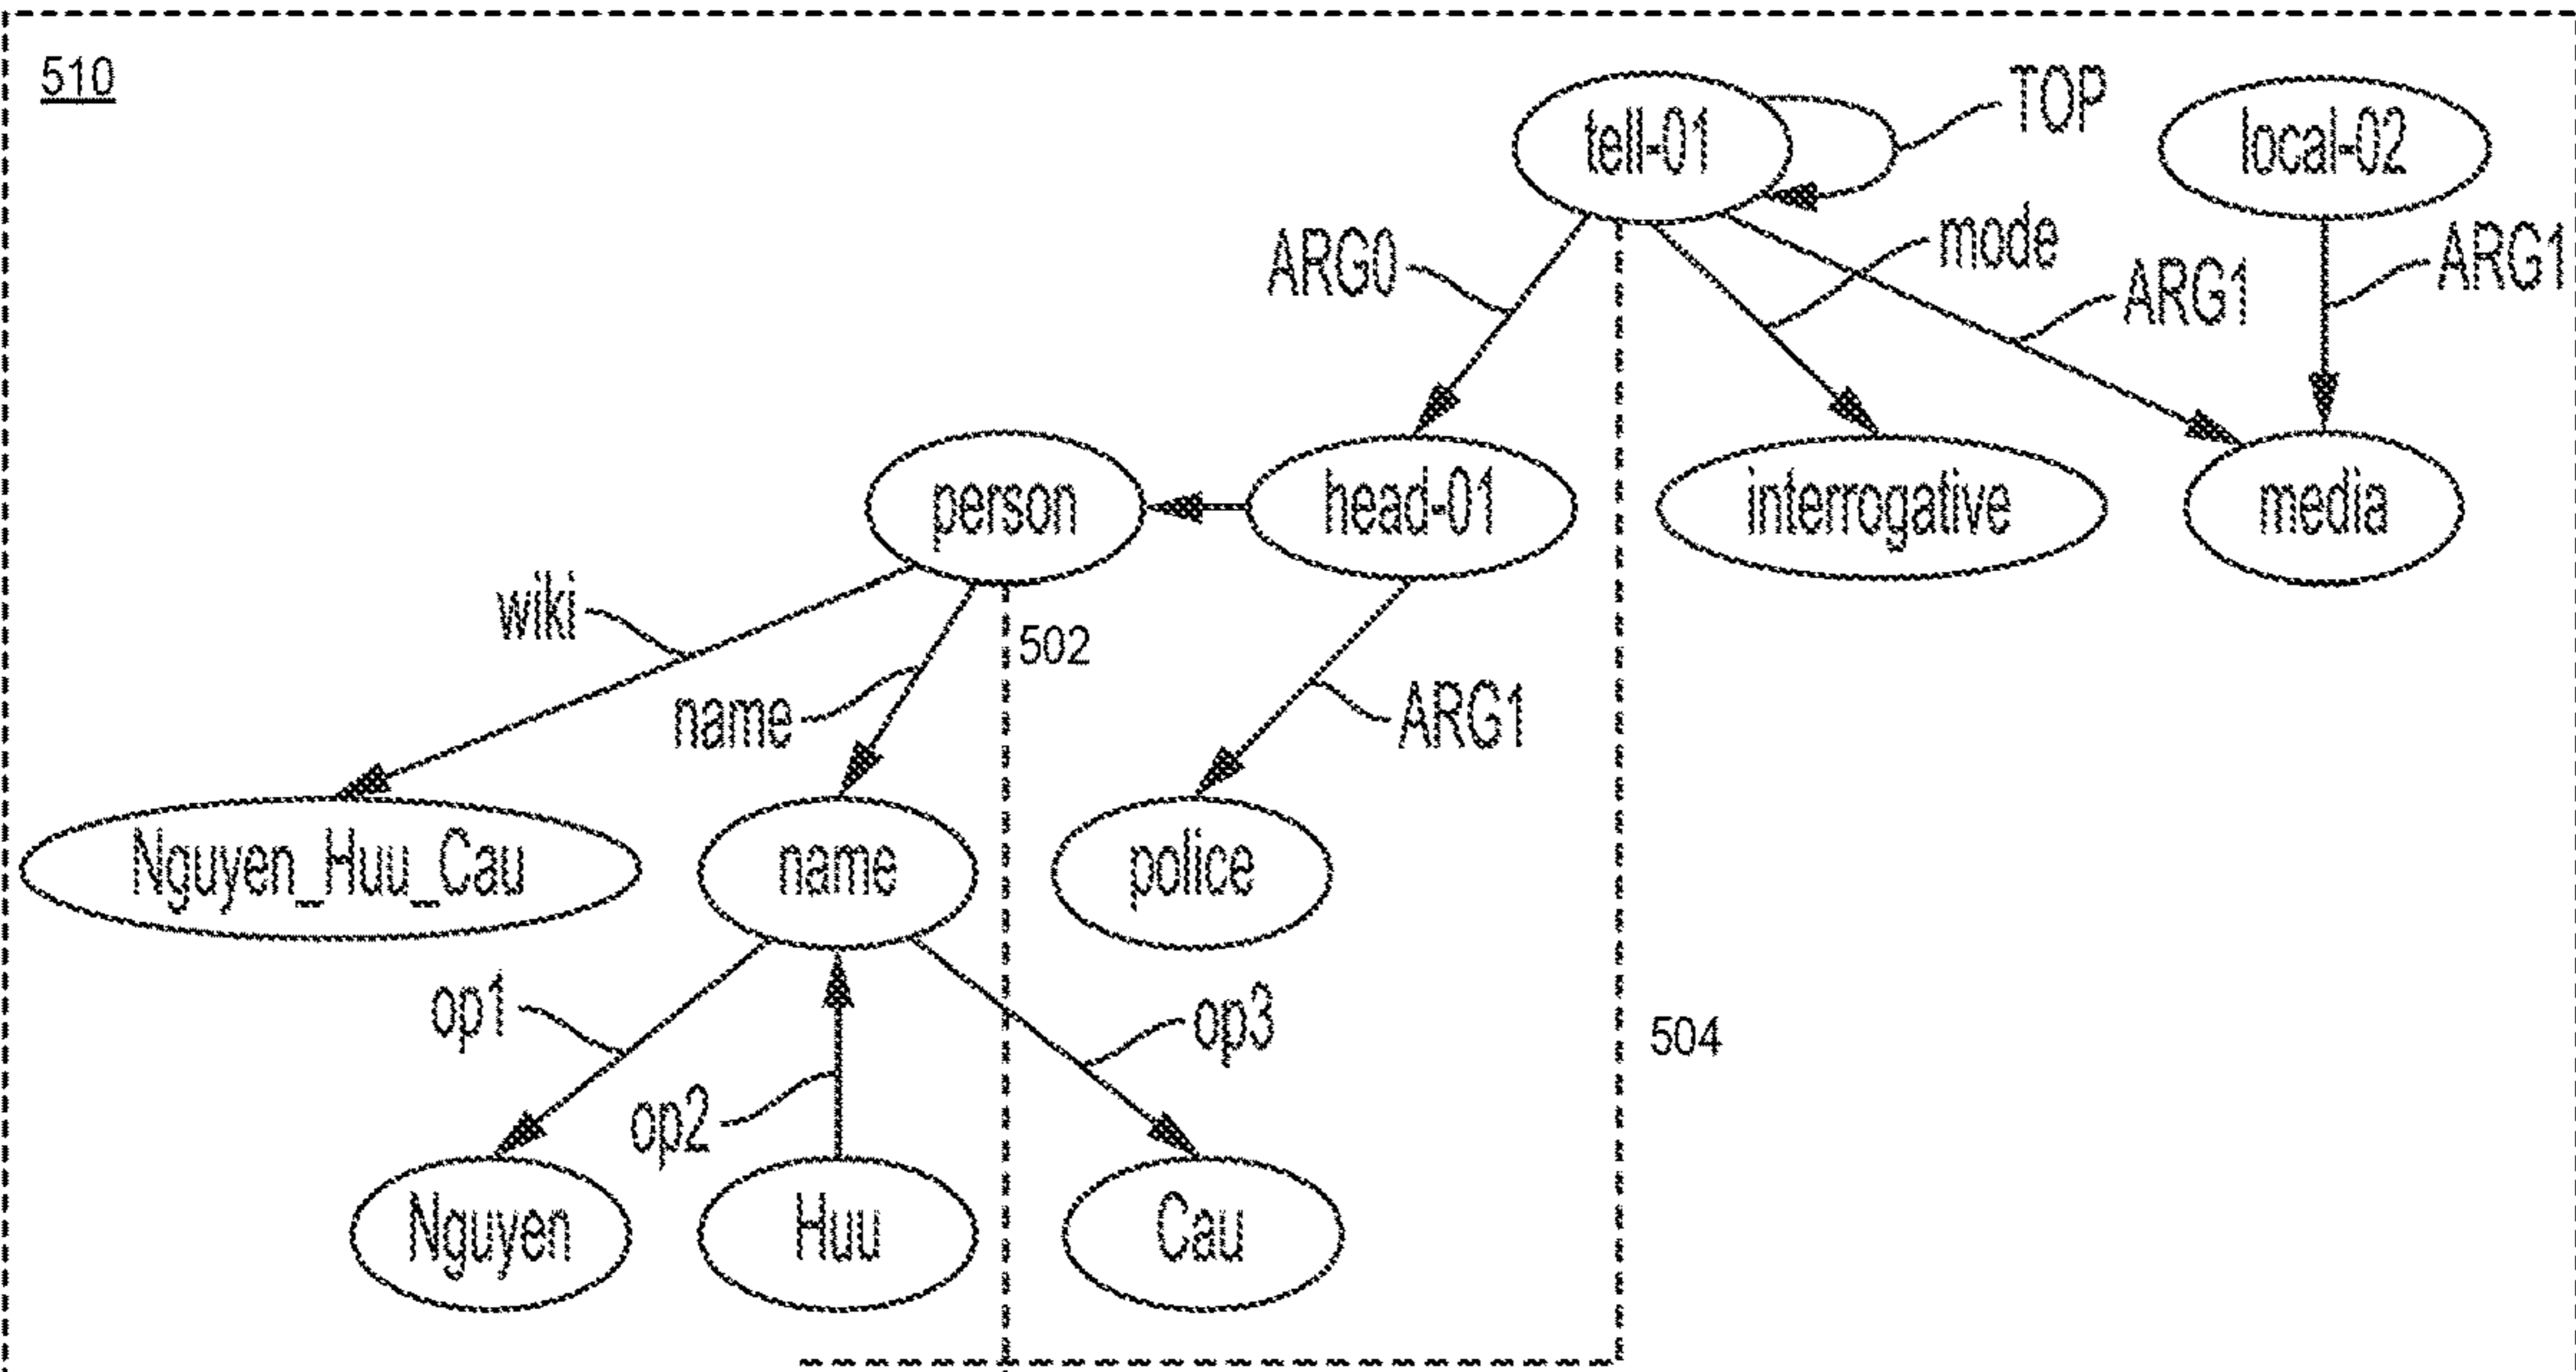 510
tell-01
TOP
local-02
ARG0
mode
ARG1
ARG1
person
head-01
interrogative
media
wiki
502
name
ARG1
Nguyen_Huu_Cau
name
police
op1
op2
op3
504
Nguyen
Huu
Cau